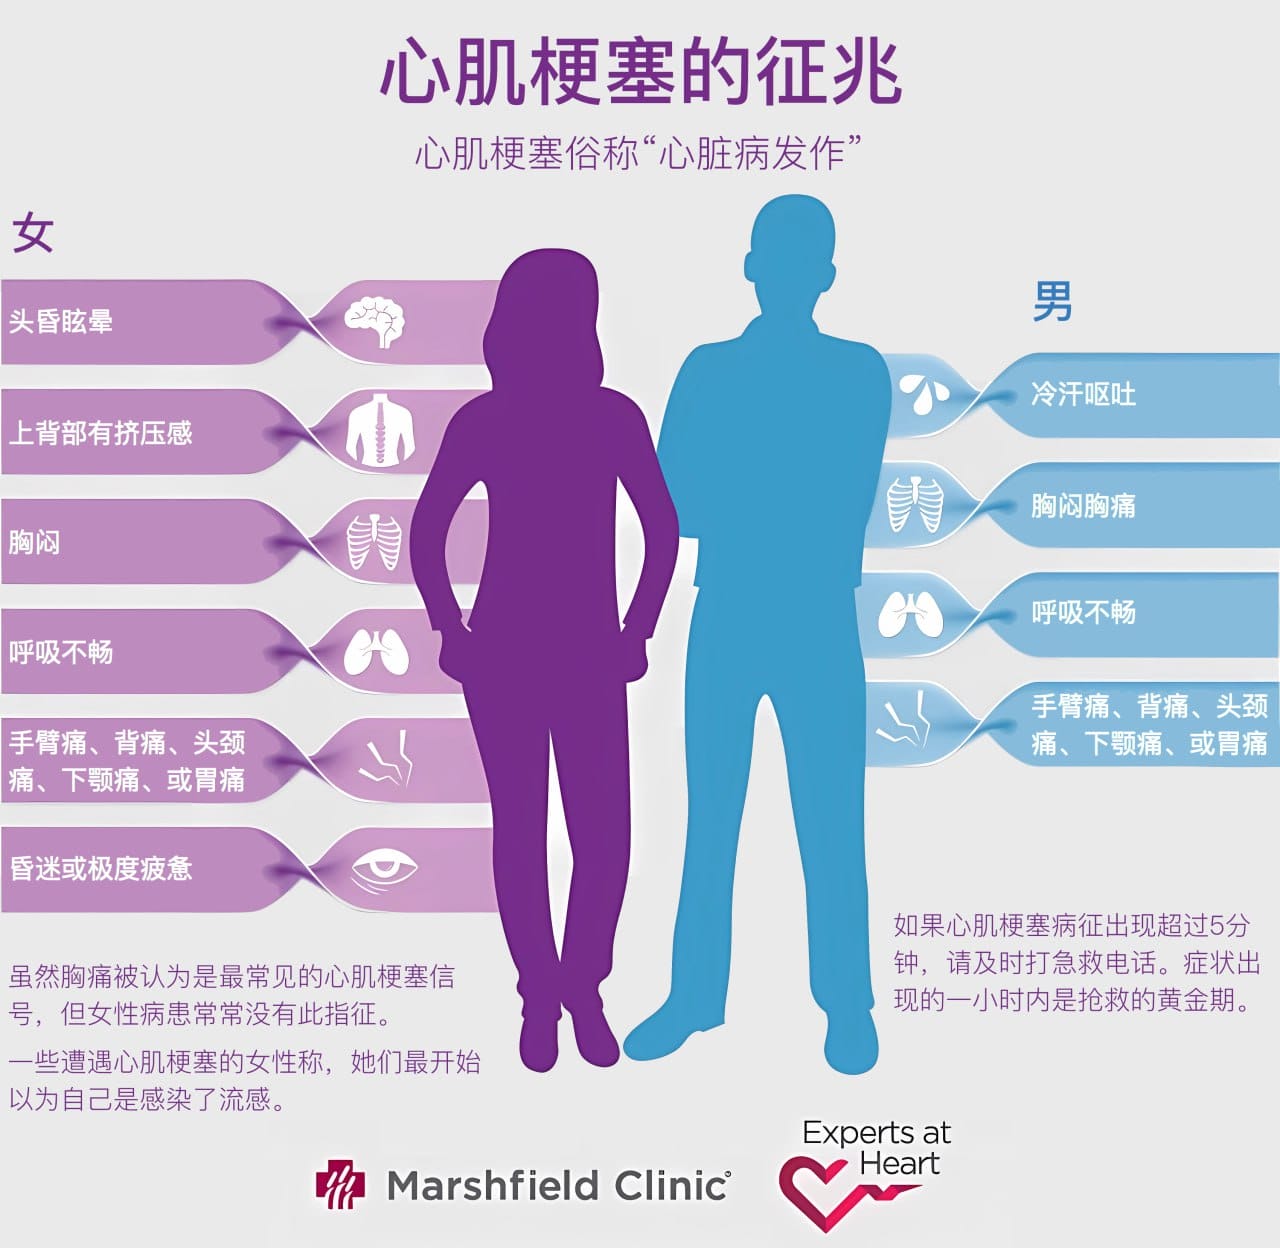 心肌梗塞的征兆
心肌梗塞俗称“心脏病发作”
女
头昏眩晕
上背部有挤压感
胸闷
呼吸不畅
手臂痛、背痛、头颈
痛、下颚痛、或胃痛
昏迷或极度疲惫
虽然胸痛被认为是最常见的心肌梗塞信
号，但女性病患常常没有此指征。
一些遭遇心肌梗塞的女性称，她们最开始
以为自己是感染了流感。
男
冷汗呕吐
胸闷胸痛
呼吸不畅
手臂痛、背痛、头颈
痛、下颚痛、或胃痛
如果心肌梗塞病征出现超过5分
钟，请及时打急救电话。症状出
现的一小时内是抢救的黄金期。
Marshfield Clinic
Experts at
Heart